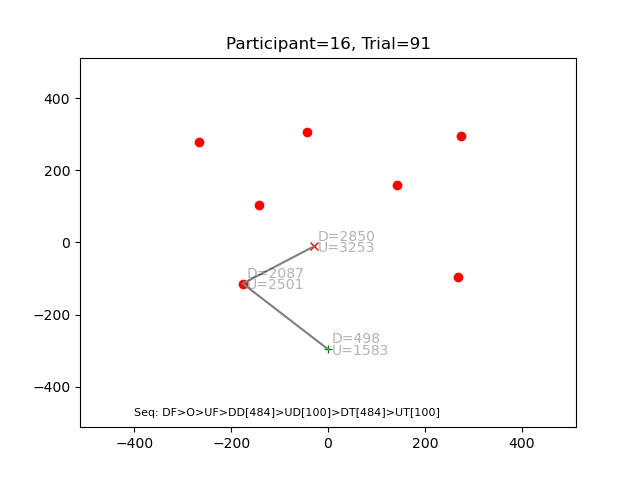 Participant=16, Trial=91
400
200
0
−200
−400
D=2850
U=3253
D=2087
U=2501
D=498
U=1583
Seq: DF>O>UF>DD[484]>UD[100]>DT[484]>UT[100]
−400 −200 0 200 400